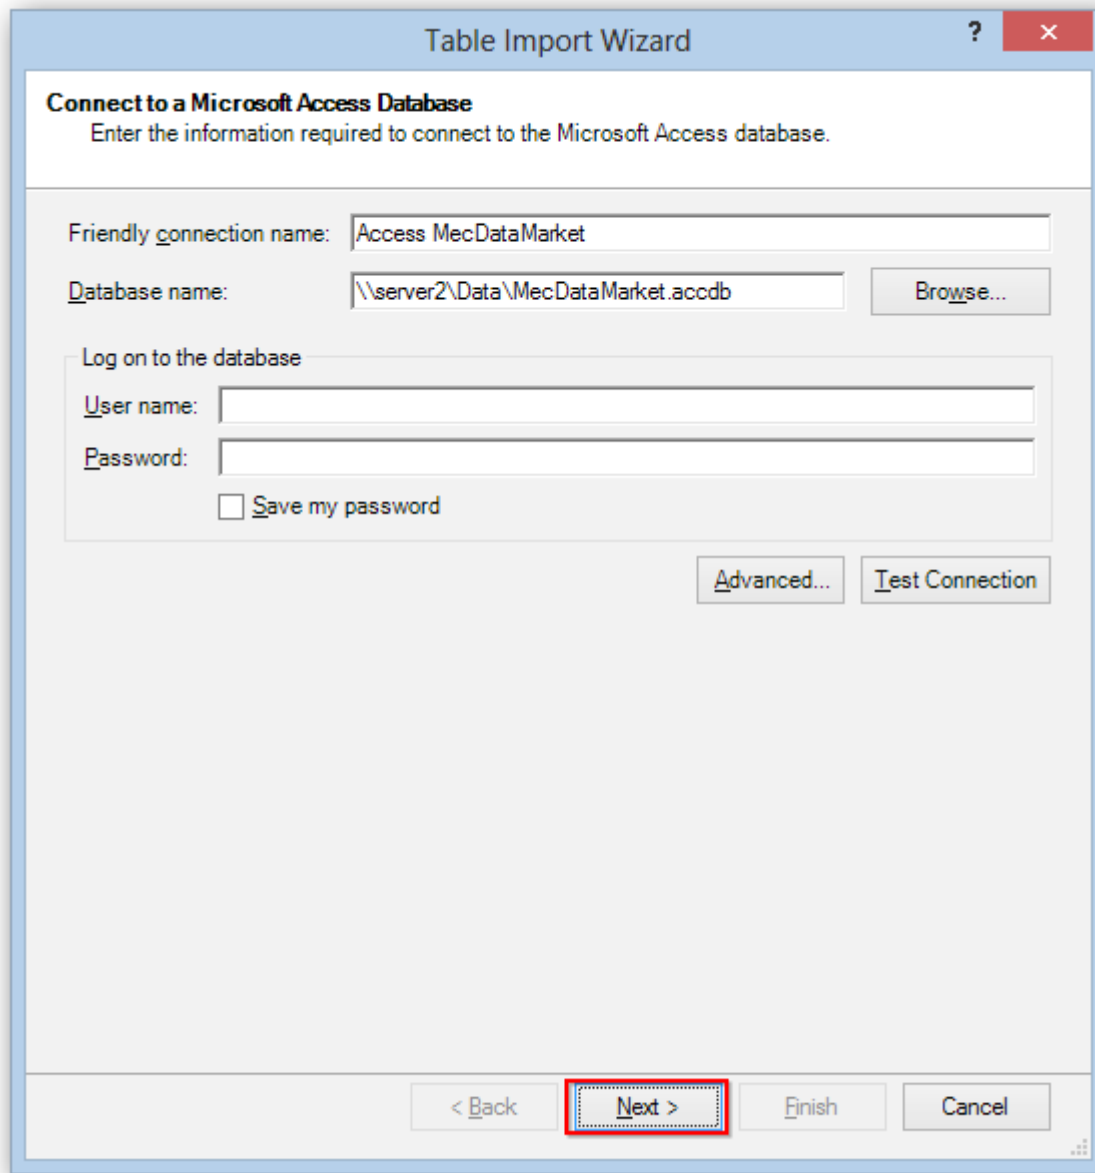 Table Import Wizard
? ×
Connect to a Microsoft Access Database
Enter the information required to connect to the Microsoft Access database.
Friendly connection name: Access MecDataMarket
Database name: \\server2\Data\MecDataMarket.accdb Browse...
Log on to the database
User name:
Password:
Save my password
Advanced... Test Connection
< Back Next > Finish Cancel